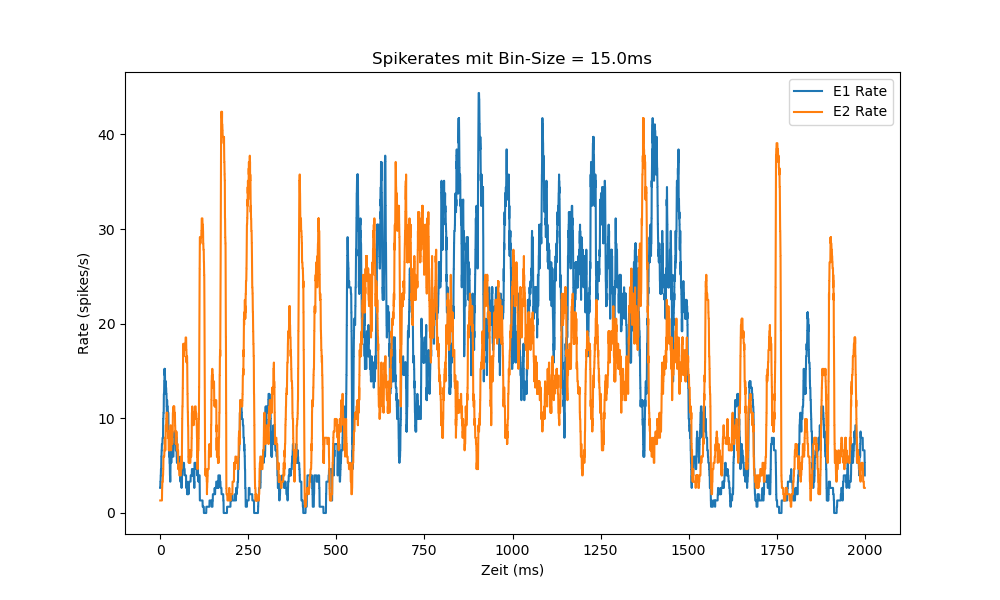 Spikerates mit Bin-Size = 15.0ms
E1 Rate
E2 Rate
Rate (spikes/s)
40
30
20
10
0
0 250 500 750 1000 1250 1500 1750 2000
Zeit (ms)